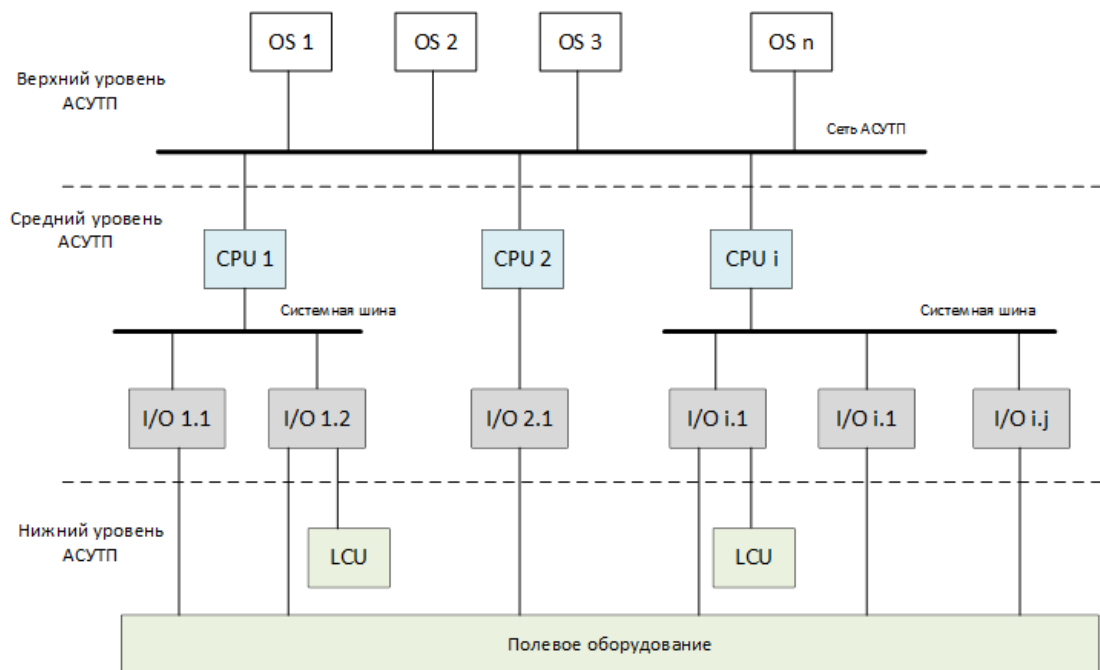 OS 1
OS 2
OS 3
OS n
Верхний уровень
АСУТП
Сеть АСУТП
Средний уровень
АСУТП
CPU 1
CPU 2
CPU i
Системная шина
Системная шина
I/O 1.1
I/O 1.2
I/O 2.1
I/O i.1
I/O i.1
I/O i.j
Нижний уровень
АСУТП
LCU
LCU
Полевое оборудование